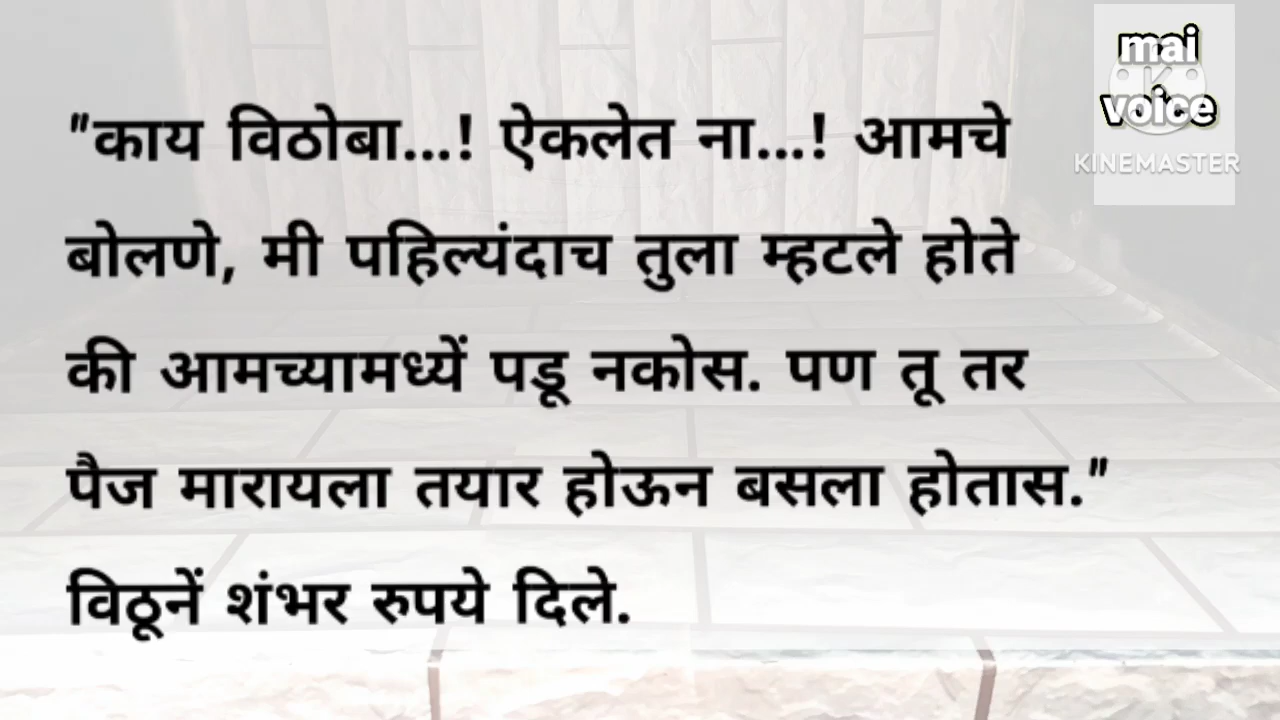 "काय विठोबा...! ऐकलेत ना...! आमचे
बोलणे, मी पहिल्यंदाच तुला म्हटले होते
की आमच्यामध्यें पडू नकोस. पण तू तर
पैज मारायला तयार होऊन बसला होतास."
विठूनें शंभर रुपये दिले.
mai
voice
KINEMASTER